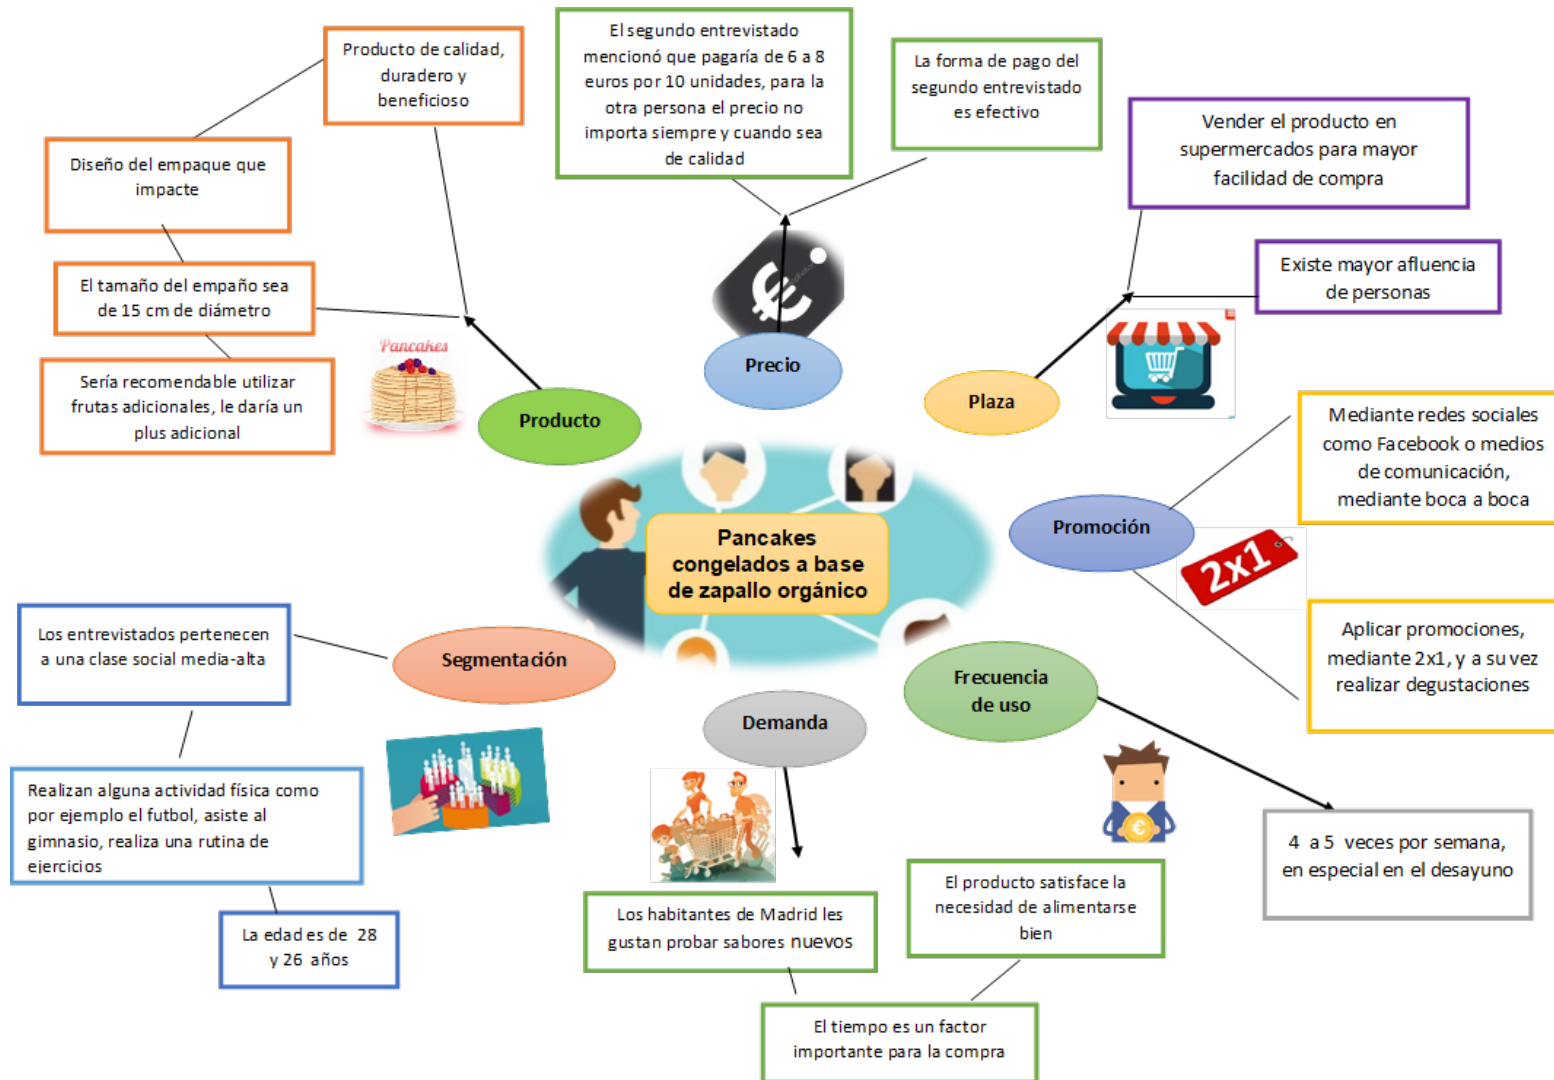 Producto de calidad,
duradero y
beneficioso
Diseño del empaque que
impacte
El tamaño del empaño sea
de 15 cm de diámetro
Sería recomendable utilizar
frutas adicionales, le daría un
plus adicional
Pancakes
Producto
El segundo entrevistado
mencionó que pagaría de 6 a 8
euros por 10 unidades, para la
otra persona el precio no
importa siempre y cuando sea
de calidad
La forma de pago del
segundo entrevistado
es efectivo
€
Precio
Vender el producto en
supermercados para mayor
facilidad de compra
Existe mayor afluencia
de personas
Plaza
Mediante redes sociales
como Facebook o medios
de comunicación,
mediante boca a boca
Promoción
2x1
Aplicar promociones,
mediante 2x1, y a su vez
realizar degustaciones
Pancakes
congelados a base
de zapallo orgánico
Segmentación
Los entrevistados pertenecen
a una clase social media-alta
Realizan alguna actividad física como
por ejemplo el futbol, asiste al
gimnasio, realiza una rutina de
ejercicios
La edad es de 28
y 26 años
Demanda
Los habitantes de Madrid les
gustan probar sabores nuevos
El tiempo es un factor
importante para la compra
El producto satisface la
necesidad de alimentarse
bien
Frecuencia
de uso
€
4 a 5 veces por semana,
en especial en el desayuno